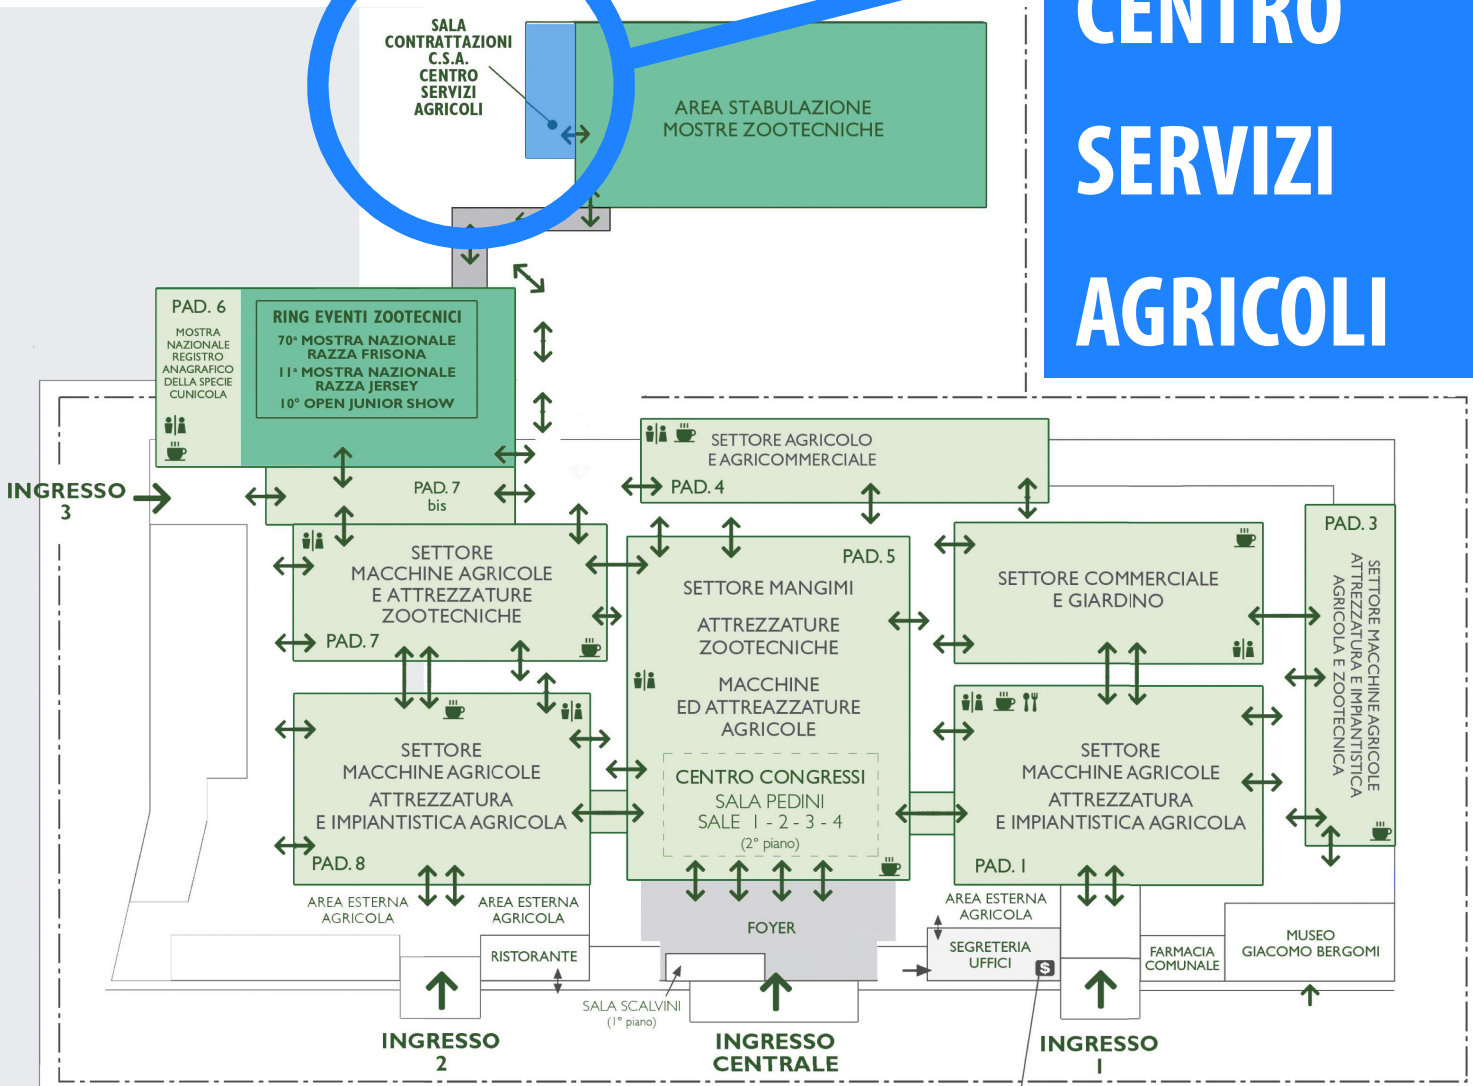 SALA
CONTRATTAZIONI
C.S.A.
CENTRO
SERVIZI
AGRICOLI
AREA STABULAZIONE
MOSTRE ZOOTECNICHE
CENTRO
SERVIZI
AGRICOLI
PAD. 6
MOSTRA
NAZIONALE
REGISTRO
ANAGRAFICO
DELLA SPECIE
CUNICOLA
RING EVENTI ZOOTECNICI
70ª MOSTRA NAZIONALE
RAZZA FRISONA
11ª MOSTRA NAZIONALE
RAZZA JERSEY
10° OPEN JUNIOR SHOW
INGRESSO
3
PAD. 7
bis
SETTORE AGRICOLO
E AGRICOMMERCIALE
PAD. 4
SETTORE
MACCHINE AGRICOLE
E ATTREZZATURE
ZOOTECNICHE
PAD. 7
PAD. 5
SETTORE MANGIMI
ATTREZZATURE
ZOOTECNICHE
MACCHINE
ED ATTREAZZATURE
AGRICOLE
CENTRO CONGRESSI
SALA PEDINI
SALE 1 - 2 - 3 - 4
(2° piano)
SETTORE COMMERCIALE
E GIARDINO
PAD. 3
SETTORE MACCHINE AGRICOLE
ATTREZZATURA E IMPIANTISTICA
AGRICOLA E ZOOTECNICA
SETTORE
MACCHINE AGRICOLE
ATTREZZATURA
E IMPIANTISTICA AGRICOLA
PAD. 8
SETTORE
MACCHINE AGRICOLE
ATTREZZATURA
E IMPIANTISTICA AGRICOLA
PAD. 1
AREA ESTERNA
AGRICOLA
AREA ESTERNA
AGRICOLA
FOYER
AREA ESTERNA
AGRICOLA
RISTORANTE
SEGRETERIA
UFFICI
$
FARMACIA
COMUNALE
MUSEO
GIACOMO BERGOMI
SALA SCALVINI
(1° piano)
INGRESSO
2
INGRESSO
CENTRALE
INGRESSO
1